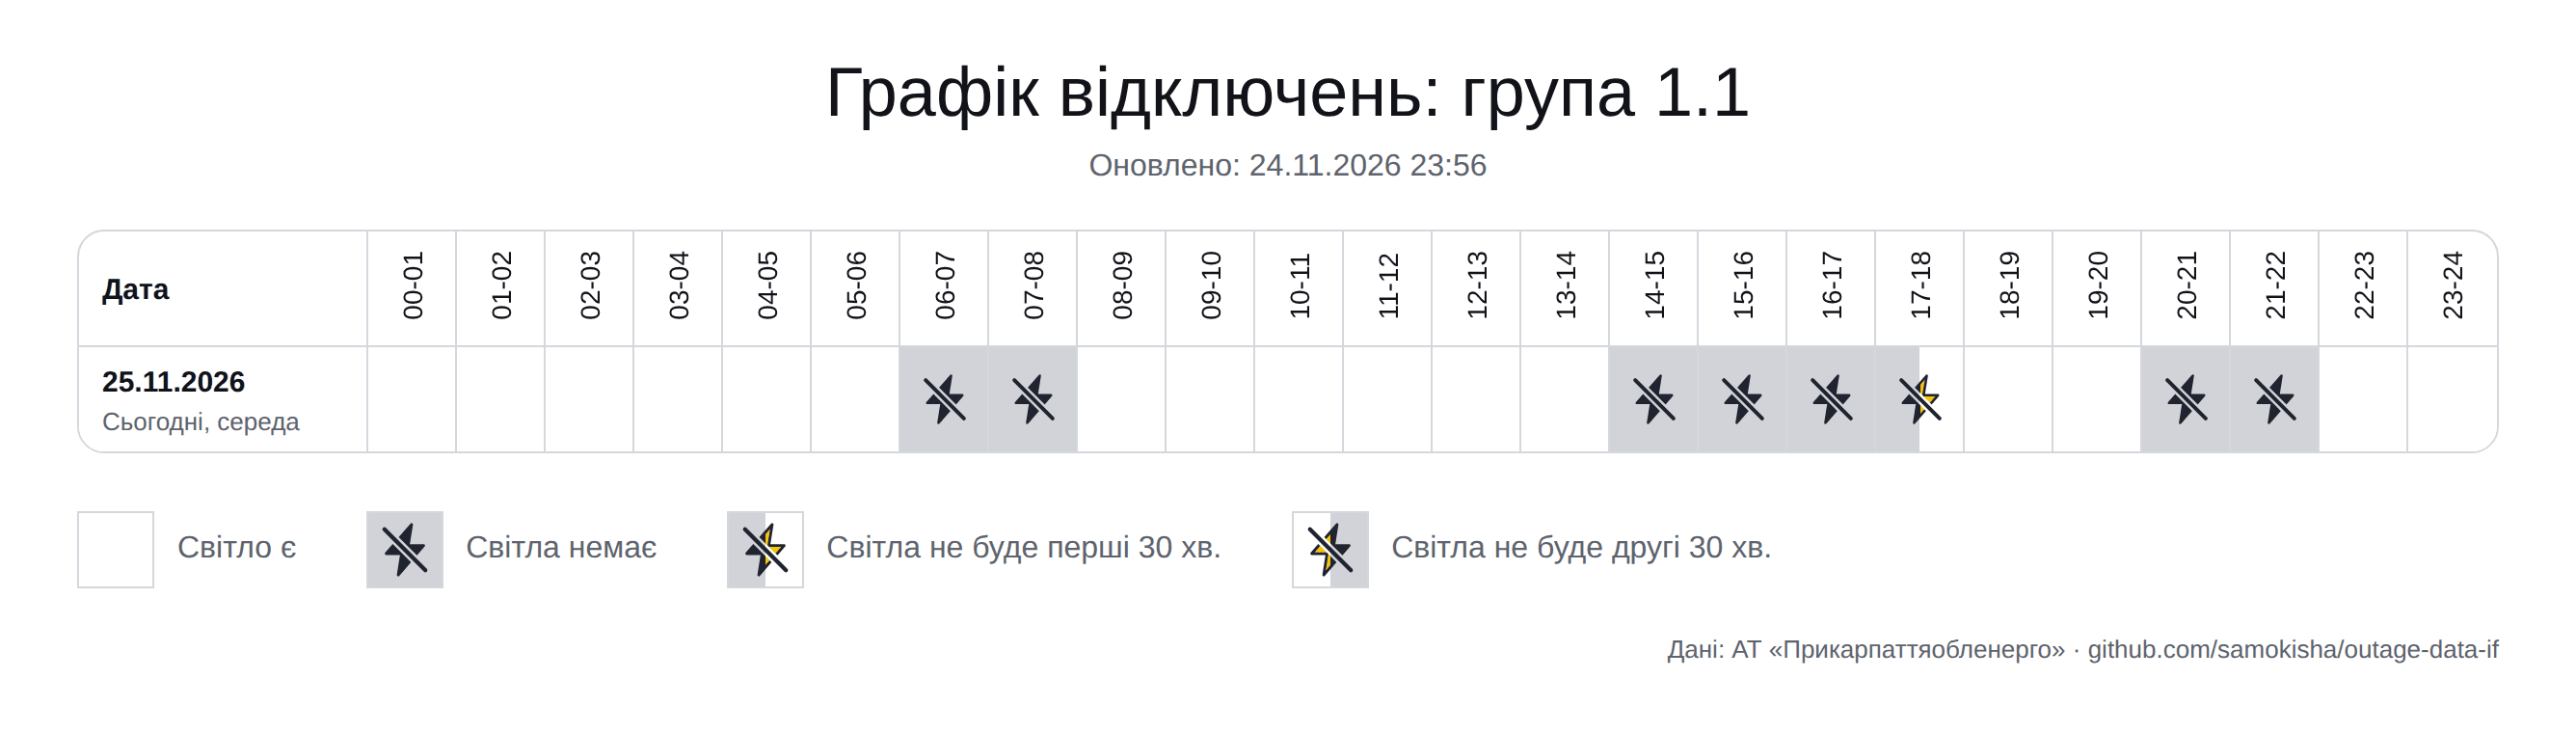 Графік відключень: група 1.1
Оновлено: 24.11.2026 23:56
Дата 00-01 01-02 02-03 03-04 04-05 05-06 06-07 07-08 08-09 09-10 10-11 11-12 12-13 13-14 14-15 15-16 16-17 17-18 18-19 19-20 20-21 21-22 22-23 23-24
25.11.2026
Сьогодні, середа
Світло є Світла немає Світла не буде перші 30 хв. Світла не буде другі 30 хв.
Дані: АТ «Прикарпаттяобленерго» · github.com/samokisha/outage-data-if